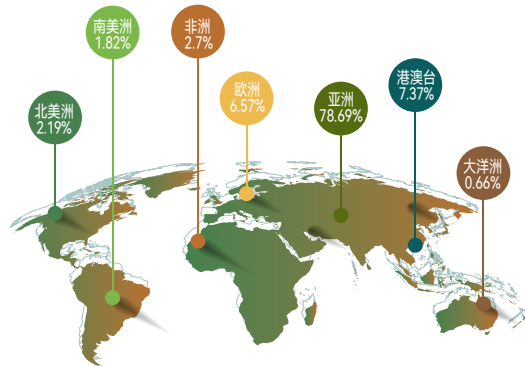 南美洲
1.82%
非洲
2.7%
欧洲
6.57%
亚洲
78.69%
港澳台
7.37%
北美洲
2.19%
大洋洲
0.66%